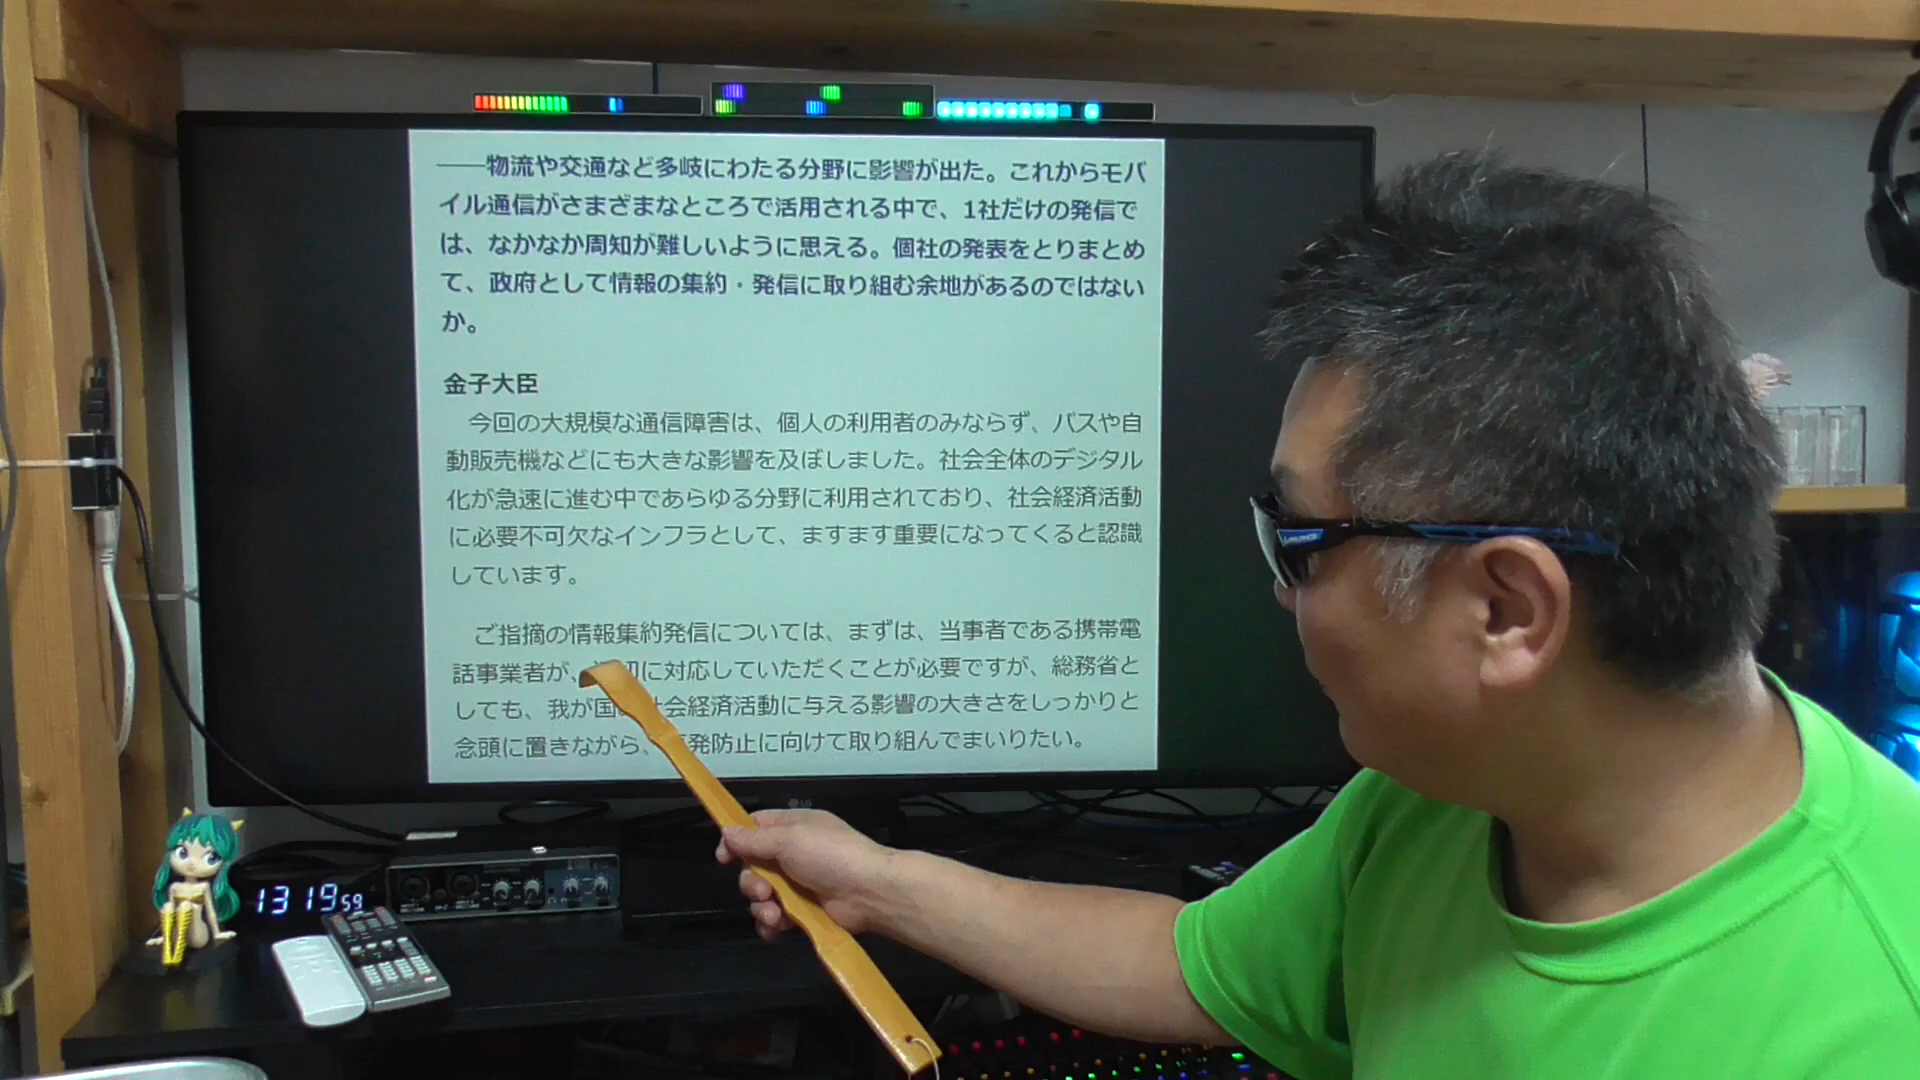 ――物流や交通など多岐にわたる分野に影響が出た。これからモバ
イル通信がさまざまなところで活用される中で、1社だけの発信で
は、なかなか周知が難しいように思える。個社の発表をとりまとめ
て、政府として情報の集約・発信に取り組む余地があるのではない
か。
金子大臣
今回の大規模な通信障害は、個人の利用者のみならず、バスや自
動販売機などにも大きな影響を及ぼしました。社会全体のデジタル
化が急速に進む中であらゆる分野に利用されており、社会経済活動
に必要不可欠なインフラとして、ますます重要になってくると認識
しています。
ご指摘の情報集約発信については、まずは、当事者である携帯電
話事業者が、切に対応していただくことが必要ですが、総務省と
しても、我が国 社会経済活動に与える影響の大きさをしっかりと
念頭に置きながら、発防止に向けて取り組んでまいりたい。
LG
13 19 59